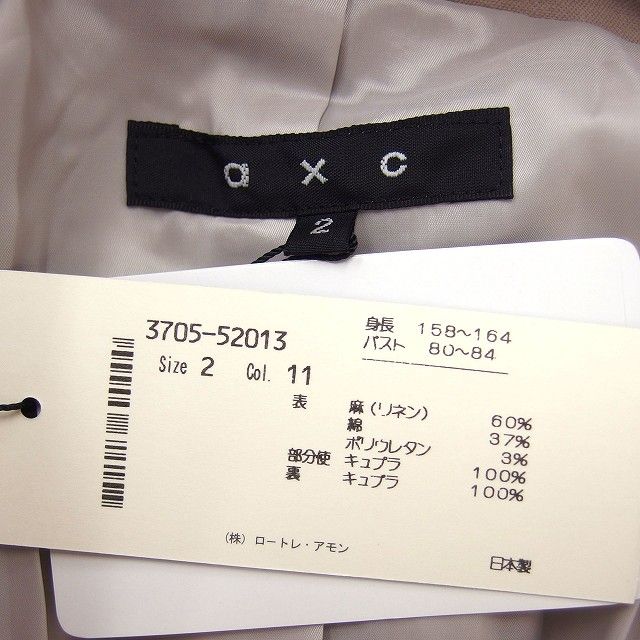 a x c
2
3705-52013
Size 2 Col. 11
身長 158～164
バスト 80～84
表 麻(リネン) 60%
綿 37%
ポリウレタン 3%
部分使 キュプラ 100%
裏 キュプラ 100%
(株) ロートレ・アモン
日本製